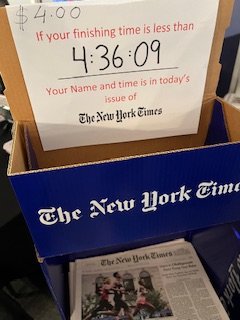 $4.00
If your finishing time is less than
4:36:09
Your Name and time is in today's
issue of
The New York Times
The New York Times
The New York Times